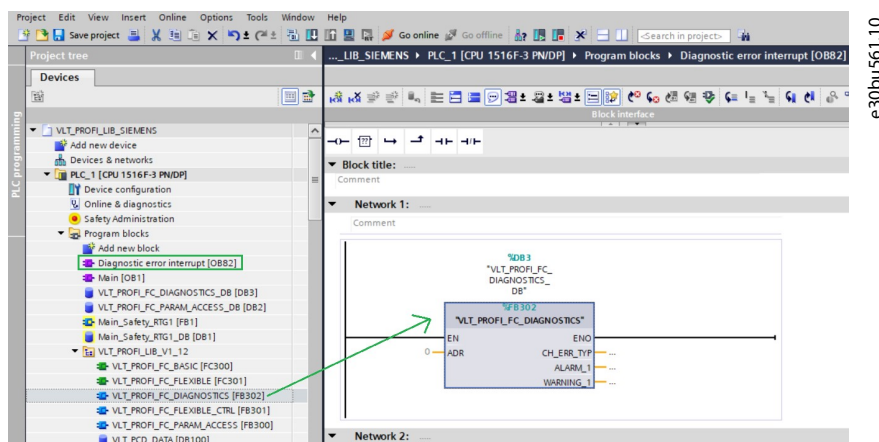 Project Edit View Insert Online Options Tools Window Help
Save project Go online Go offline <Search in project>
Project tree
..._LIB_SIEMENS ▸ PLC_1 [CPU 1516F-3 PN/DP] ▸ Program blocks ▸ Diagnostic error interrupt [OB82]
Devices
Block interface
PLC programming
VLT_PROFI_LIB_SIEMENS
Add new device
Devices & networks
PLC_1 [CPU 1516F-3 PN/DP]
Device configuration
Online & diagnostics
Safety Administration
Program blocks
Add new block
Diagnostic error interrupt [OB82]
Main [OB1]
VLT_PROFI_FC_DIAGNOSTICS_DB [DB3]
VLT_PROFI_FC_PARAM_ACCESS_DB [DB2]
Main_Safety_RTG1 [FB1]
Main_Safety_RTG1_DB [DB1]
VLT_PROFI_LIB_V1_12
VLT_PROFI_FC_BASIC [FC300]
VLT_PROFI_FC_FLEXIBLE [FC301]
VLT_PROFI_FC_DIAGNOSTICS [FB302]
VLT_PROFI_FC_FLEXIBLE_CTRL [FB301]
VLT_PROFI_FC_PARAM_ACCESS [FB300]
VLT_PCD_DATA [DB100]
Block title: .....
Comment
Network 1: .....
Comment
%DB3
"VLT_PROFI_FC_
DIAGNOSTICS_
DB"
%FB302
"VLT_PROFI_FC_DIAGNOSTICS"
EN ENO
0 ADR CH_ERR_TYP ...
ALARM_1 ...
WARNING_1 ...
Network 2: .....
e30bu561.10